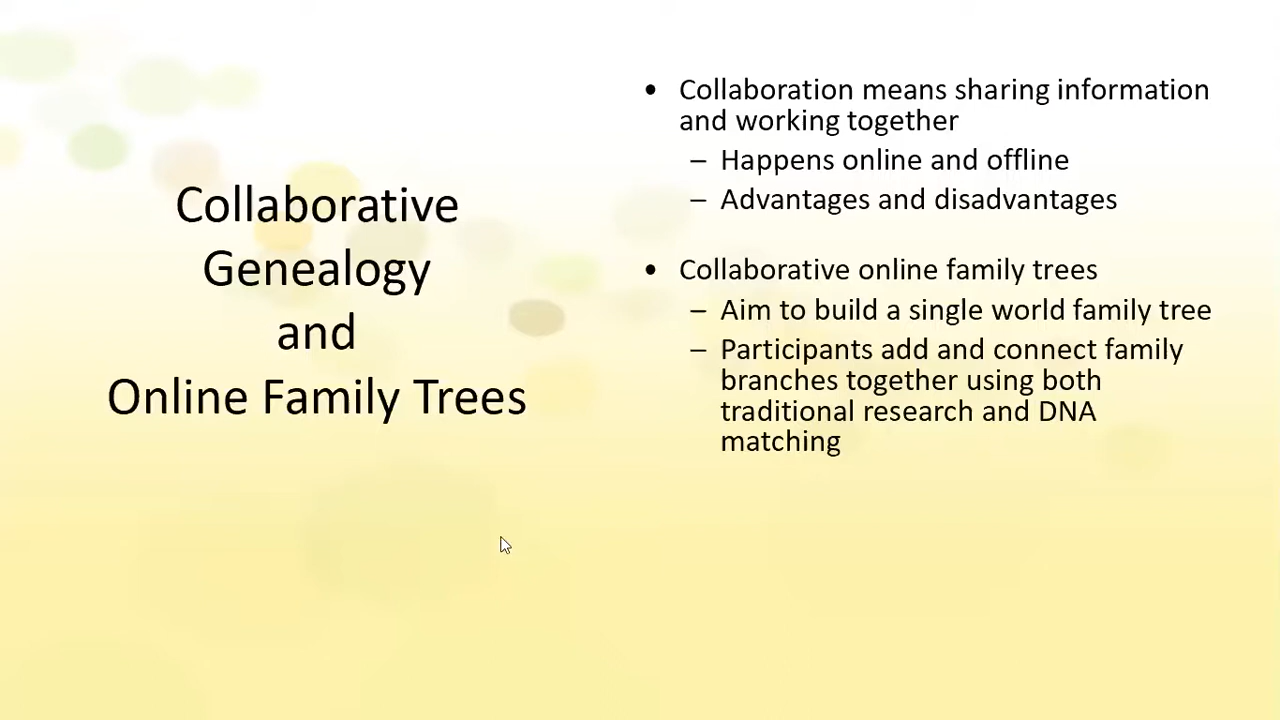 Collaborative
Genealogy
and
Online Family Trees
• Collaboration means sharing information
and working together
– Happens online and offline
– Advantages and disadvantages
• Collaborative online family trees
– Aim to build a single world family tree
– Participants add and connect family
branches together using both
traditional research and DNA
matching